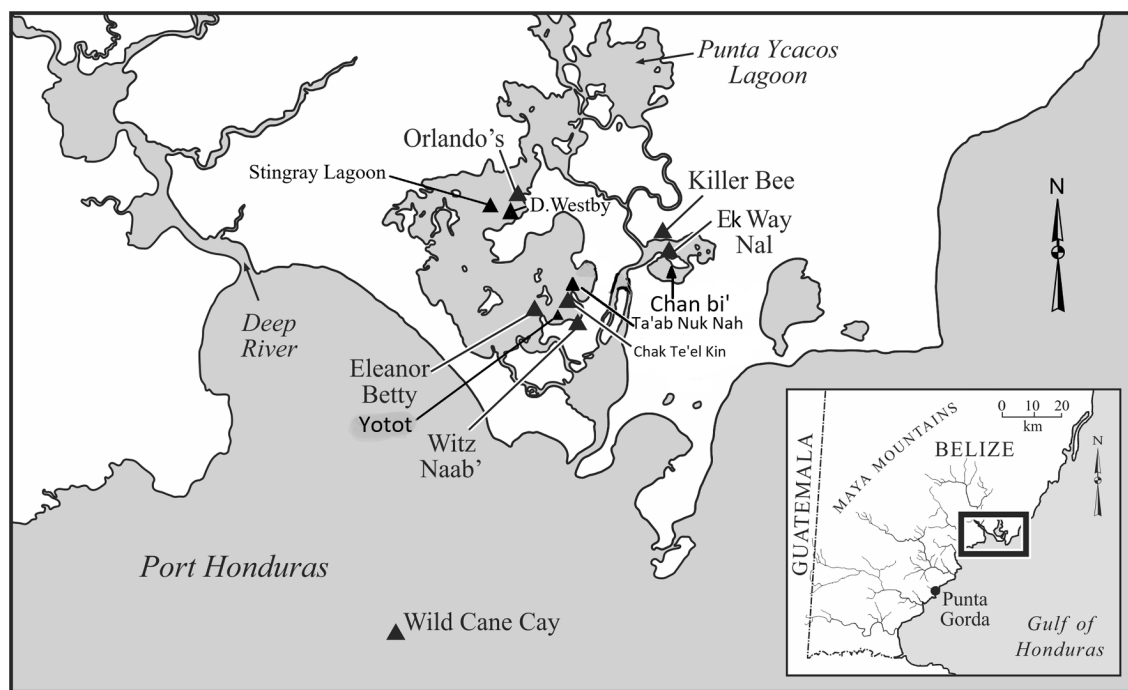 Punta Ycacos
Lagoon
Orlando's
Stingray Lagoon
D.Westby
Killer Bee
Ek Way
Nal
N
Chan bi'
Ta'ab Nuk Nah
Chak Te'el Kin
Deep
River
Eleanor
Betty
Yotot
Witz
Naab'
Port Honduras
Wild Cane Cay
0 10 20
km
N
MAYA MOUNTAINS
BELIZE
GUATEMALA
Punta
Gorda
Gulf of
Honduras